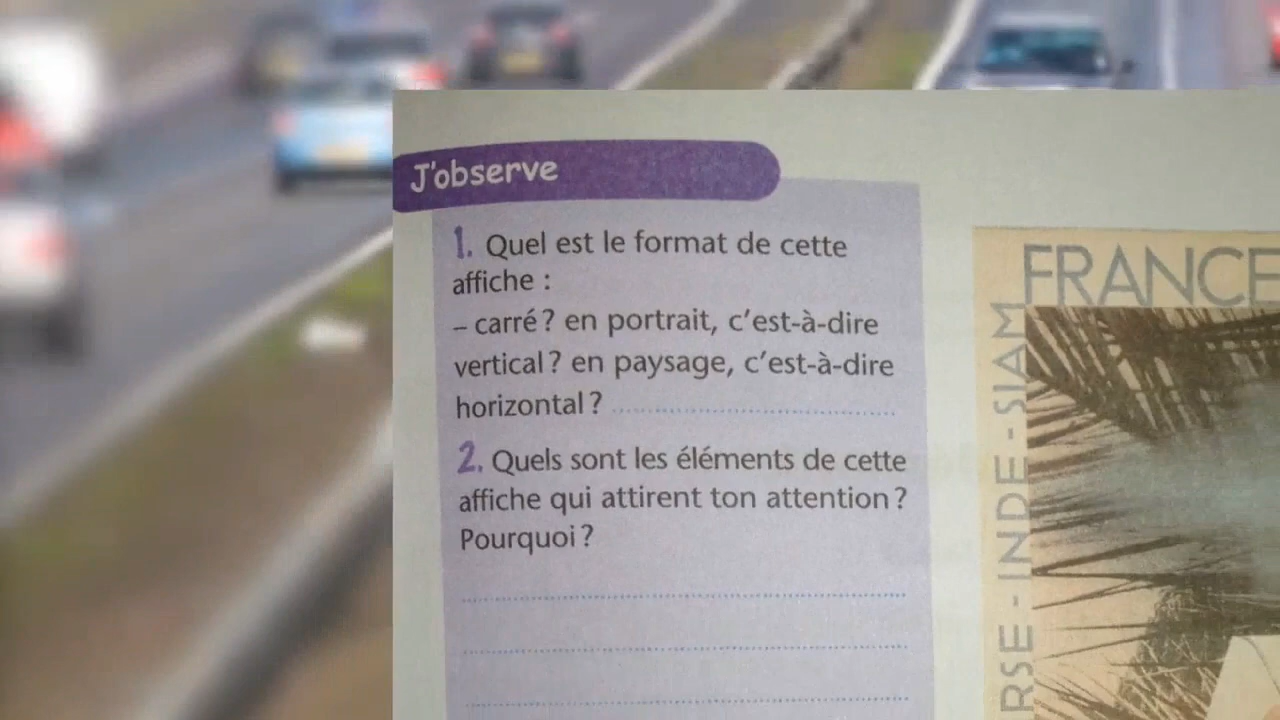 J'observe
1. Quel est le format de cette
affiche :
– carré ? en portrait, c'est-à-dire
vertical ? en paysage, c'est-à-dire
horizontal ?
2. Quels sont les éléments de cette
affiche qui attirent ton attention ?
Pourquoi ?
FRANCE
RSE - INDE - SIAM